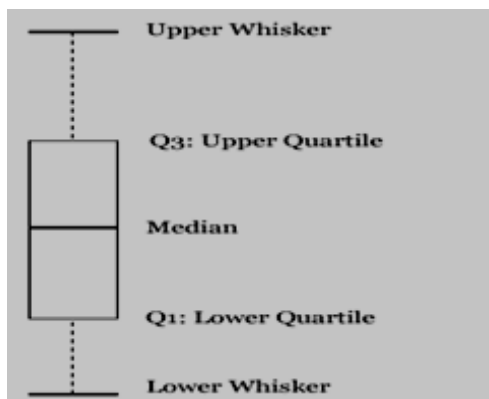 Upper Whisker
Q3: Upper Quartile
Median
Q1: Lower Quartile
Lower Whisker